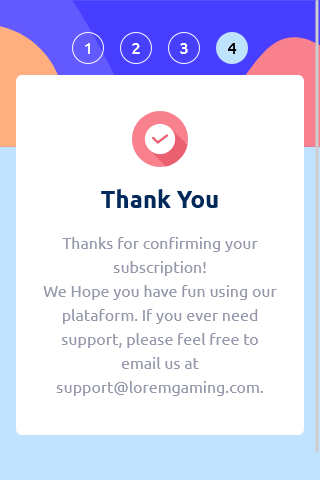 1 2 3 4
Thank You
Thanks for confirming your
subscription!
We Hope you have fun using our
plataform. If you ever need
support, please feel free to
email us at
support@loremgaming.com.